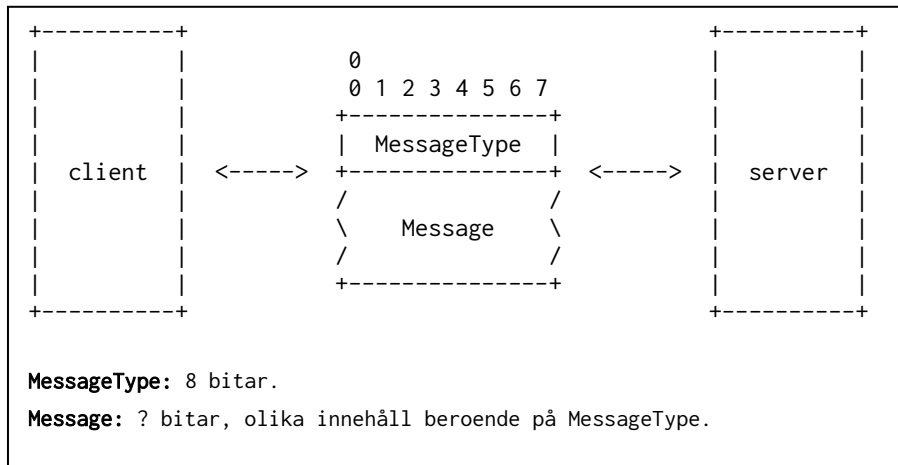 0
0 1 2 3 4 5 6 7
MessageType
client <-----> <-----> server
Message
MessageType: 8 bitar.
Message: ? bitar, olika innehåll beroende på MessageType.